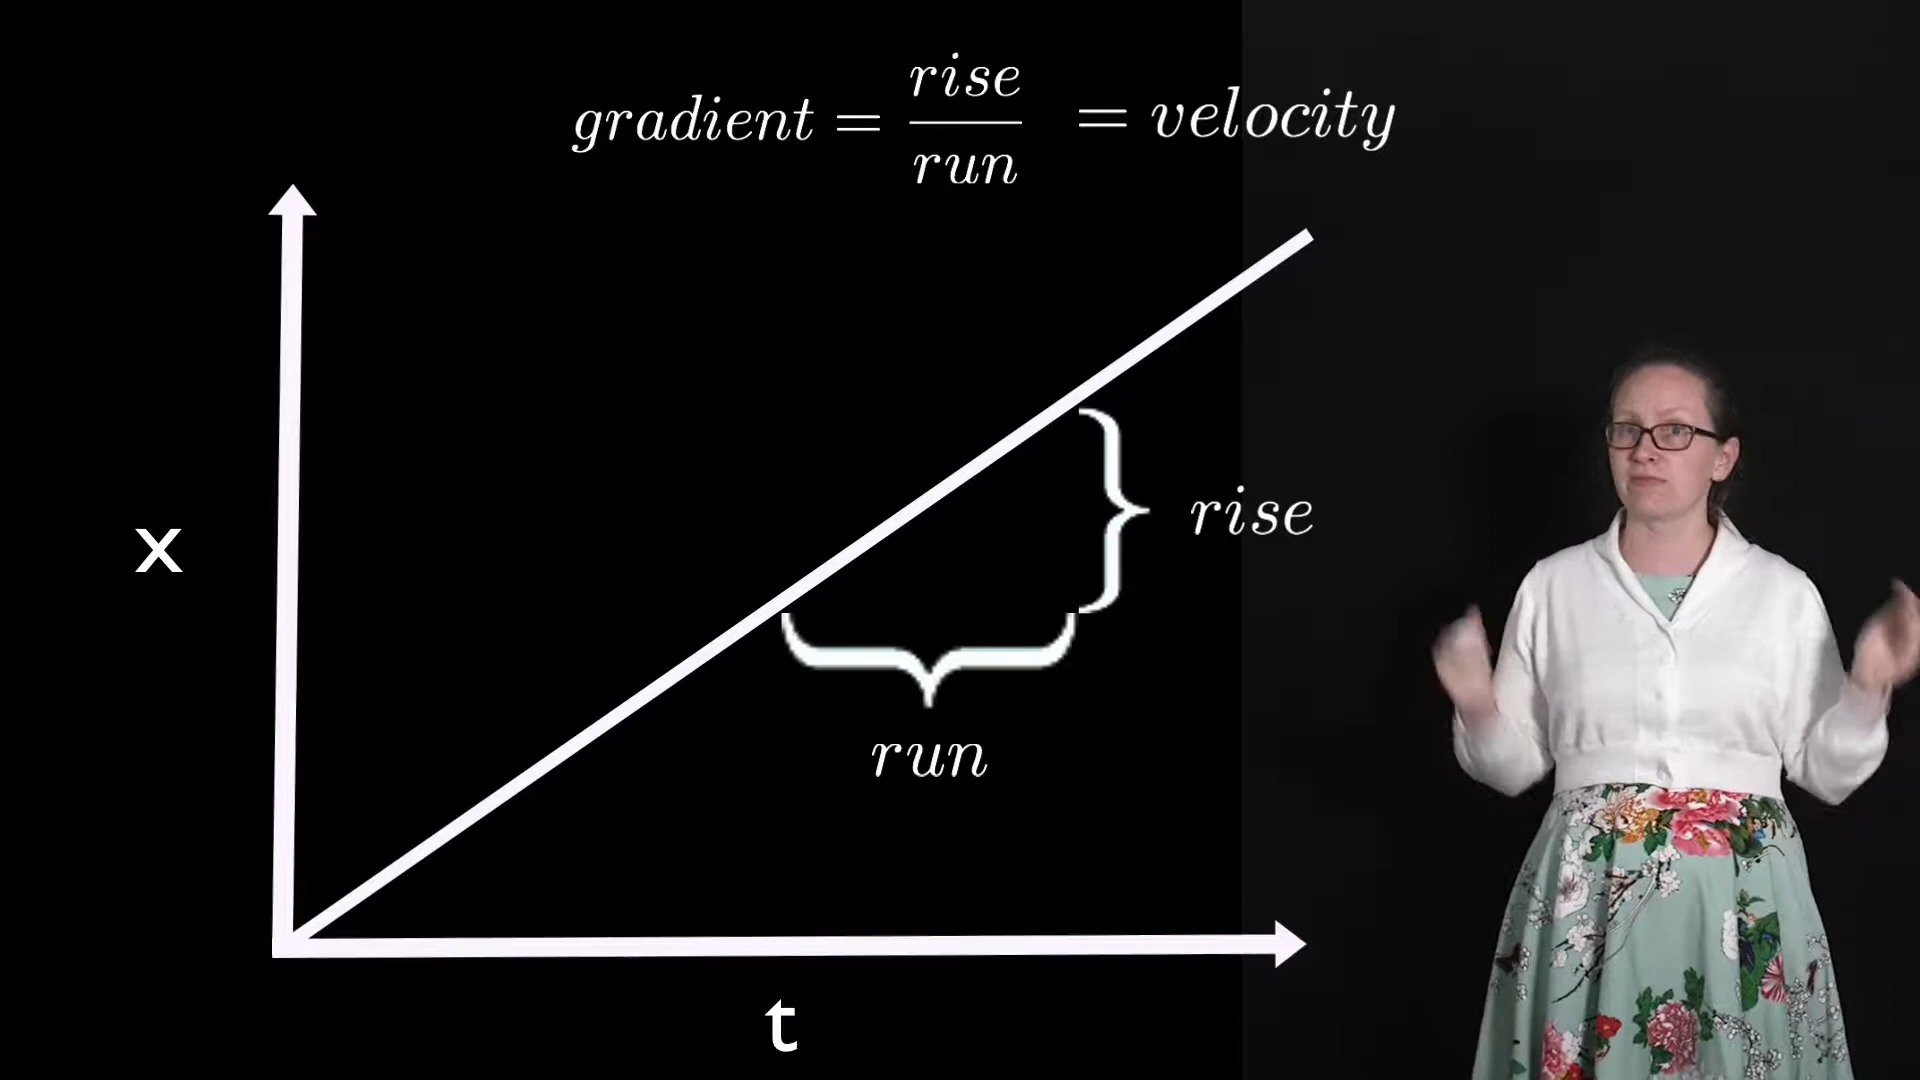 gradient = rise/run = velocity
rise
x
run
t